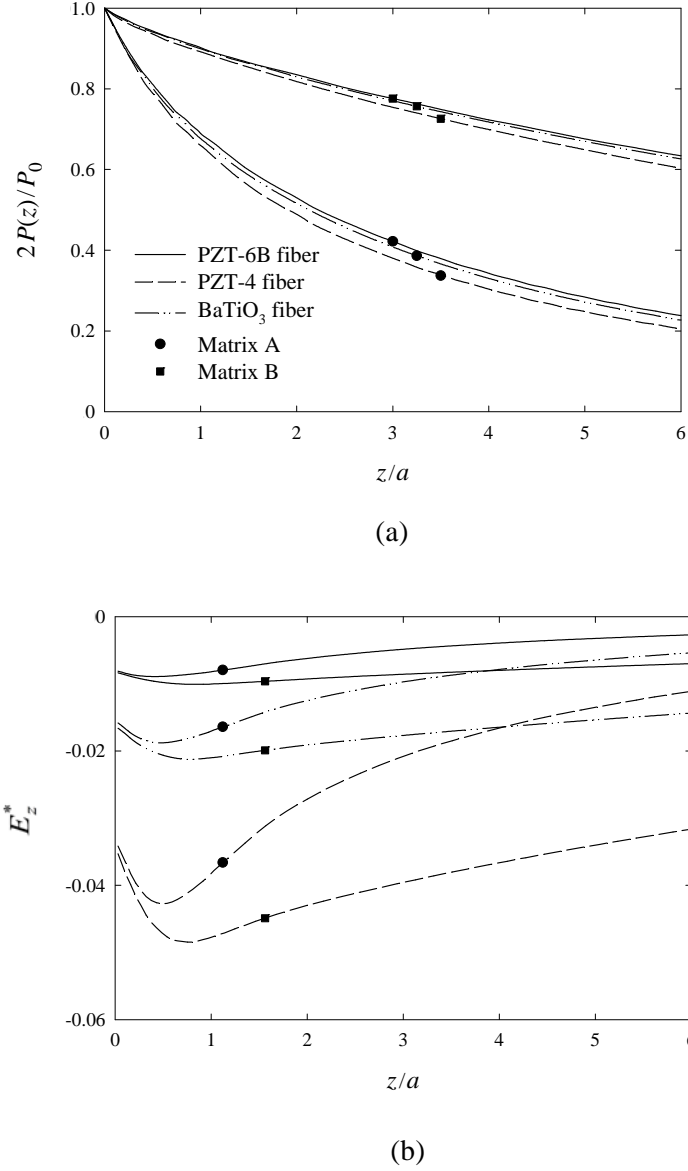 1.0
0.8
0.6
0.4
0.2
0
2P(z)/P₀
PZT-6B fiber
PZT-4 fiber
BaTiO₃ fiber
Matrix A
Matrix B
0 1 2 3 4 5 6
z/a
(a)
0
-0.02
-0.04
-0.06
E*z
0 1 2 3 4 5 6
z/a
(b)